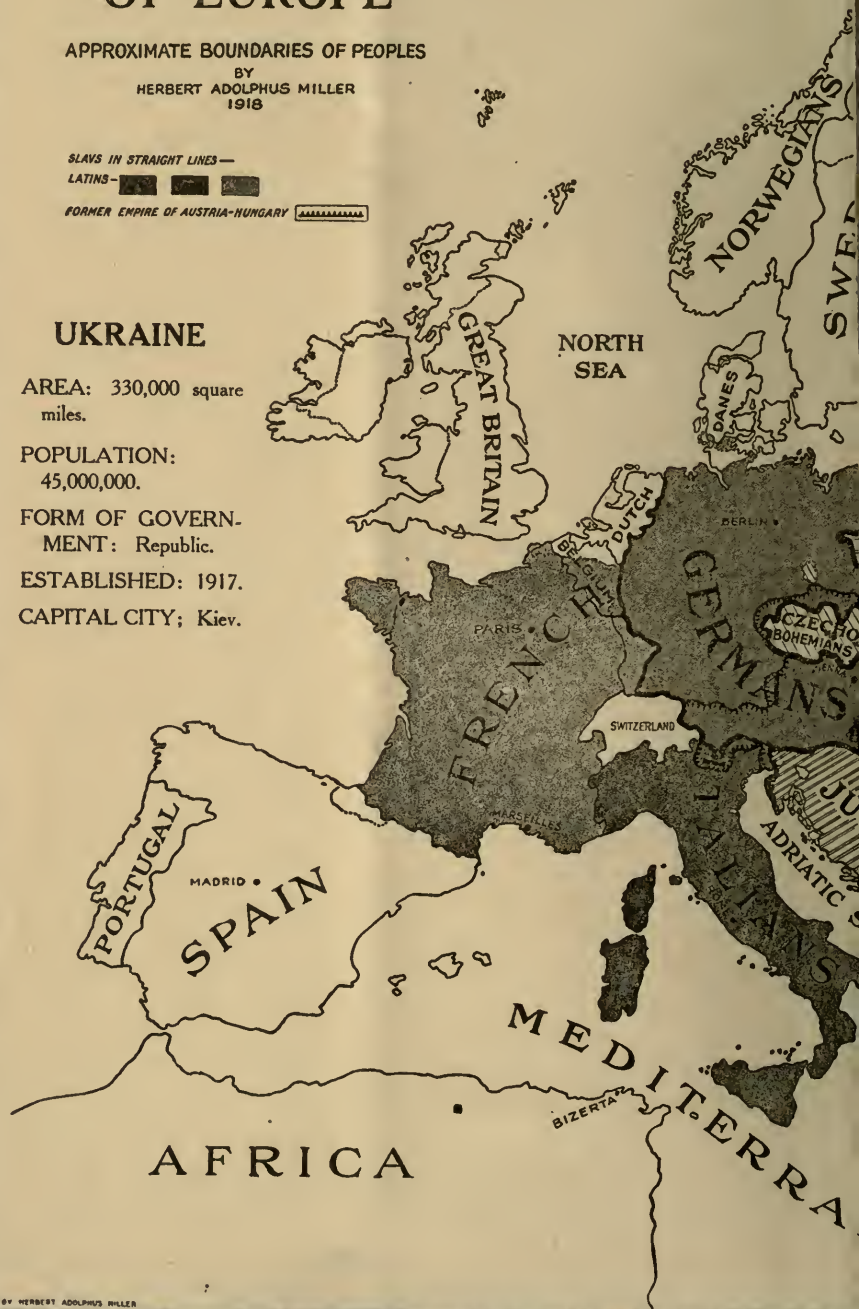 OF EUROPE
APPROXIMATE BOUNDARIES OF PEOPLES
BY
HERBERT ADOLPHUS MILLER
1918
SLAVS IN STRAIGHT LINES—
LATINS-
FORMER EMPIRE OF AUSTRIA-HUNGARY
UKRAINE
AREA: 330,000 square
miles.
POPULATION:
45,000,000.
FORM OF GOVERN-
MENT: Republic.
ESTABLISHED: 1917.
CAPITAL CITY; Kiev.
NORWEGIANS
SWED
GREAT BRITAIN
NORTH
SEA
DANES
DUTCH
BELGIUM
BERLIN
GERMANS
CZECHO
BOHEMIANS
VIENNA
PARIS
FRENCH
SWITZERLAND
MARSEILLES
ITALIANS
JU
ADRIATIC S
PORTUGAL
MADRID
SPAIN
MEDITERRA
BIZERTA
AFRICA
BY HERBERT ADOLPHUS MILLER